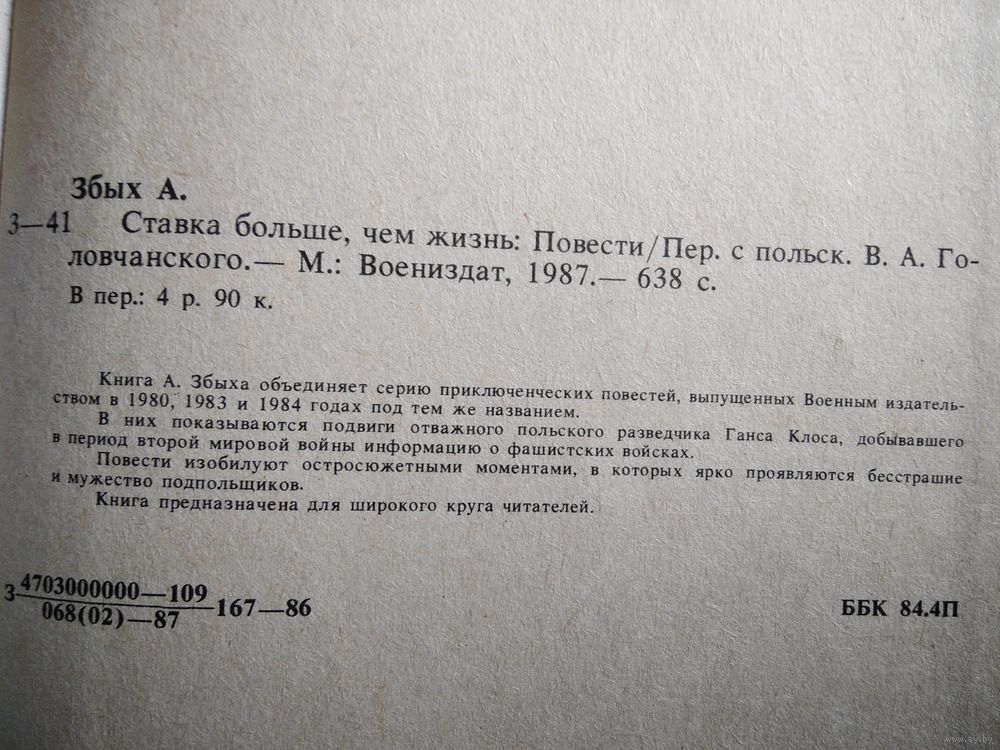 Збых А.
З—41 Ставка больше, чем жизнь: Повести/Пер. с польск. В. А. Го-
ловчанского.— М.: Воениздат, 1987.— 638 с.
В пер.: 4 р. 90 к.
Книга А. Збыха объединяет серию приключенческих повестей, выпущенных Военным издатель-
ством в 1980, 1983 и 1984 годах под тем же названием.
В них показываются подвиги отважного польского разведчика Ганса Клоса, добывавшего
в период второй мировой войны информацию о фашистских войсках.
Повести изобилуют остросюжетными моментами, в которых ярко проявляются бесстрашие
и мужество подпольщиков.
Книга предназначена для широкого круга читателей.
З 4703000000—109
068(02)—87 167—86
ББК 84.4П
www.ay.by